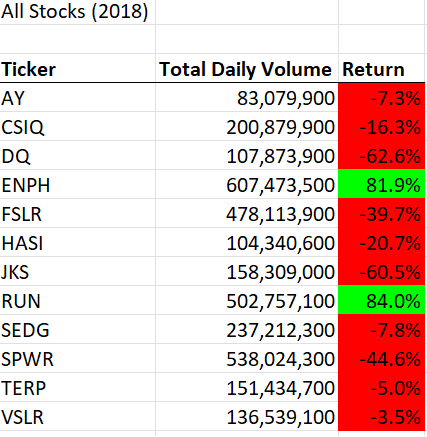 All Stocks (2018)
Ticker Total Daily Volume Return
AY 83,079,900 -7.3%
CSIQ 200,879,900 -16.3%
DQ 107,873,900 -62.6%
ENPH 607,473,500 81.9%
FSLR 478,113,900 -39.7%
HASI 104,340,600 -20.7%
JKS 158,309,000 -60.5%
RUN 502,757,100 84.0%
SEDG 237,212,300 -7.8%
SPWR 538,024,300 -44.6%
TERP 151,434,700 -5.0%
VSLR 136,539,100 -3.5%